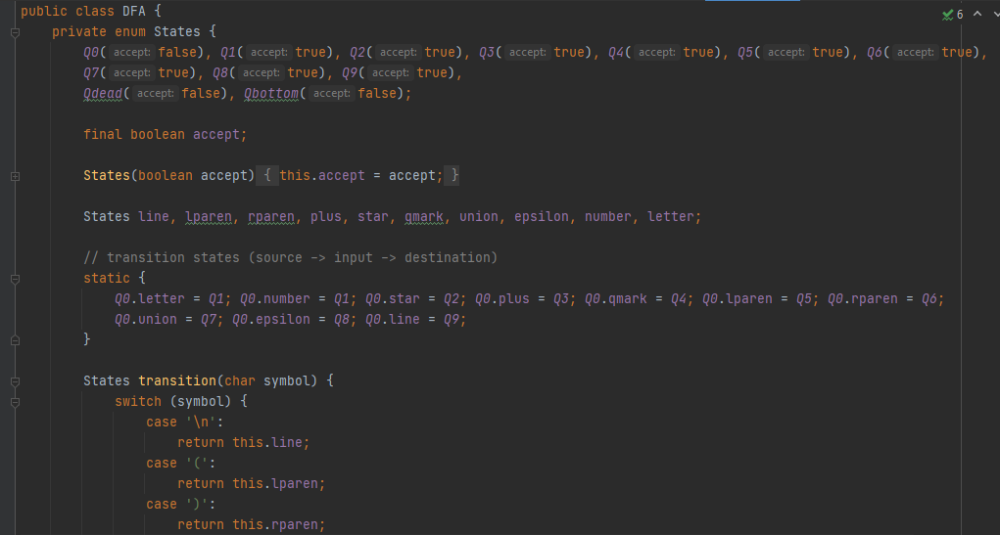 public class DFA {
private enum States {
Q0( accept: false), Q1( accept: true), Q2( accept: true), Q3( accept: true), Q4( accept: true), Q5( accept: true), Q6( accept: true),
Q7( accept: true), Q8( accept: true), Q9( accept: true),
Qdead( accept: false), Qbottom( accept: false);
final boolean accept;
States(boolean accept) { this.accept = accept; }
States line, lparen, rparen, plus, star, qmark, union, epsilon, number, letter;
// transition states (source -> input -> destination)
static {
Q0.letter = Q1; Q0.number = Q1; Q0.star = Q2; Q0.plus = Q3; Q0.qmark = Q4; Q0.lparen = Q5; Q0.rparen = Q6;
Q0.union = Q7; Q0.epsilon = Q8; Q0.line = Q9;
}
States transition(char symbol) {
switch (symbol) {
case '\n':
return this.line;
case '(':
return this.lparen;
case ')':
return this.rparen;
6